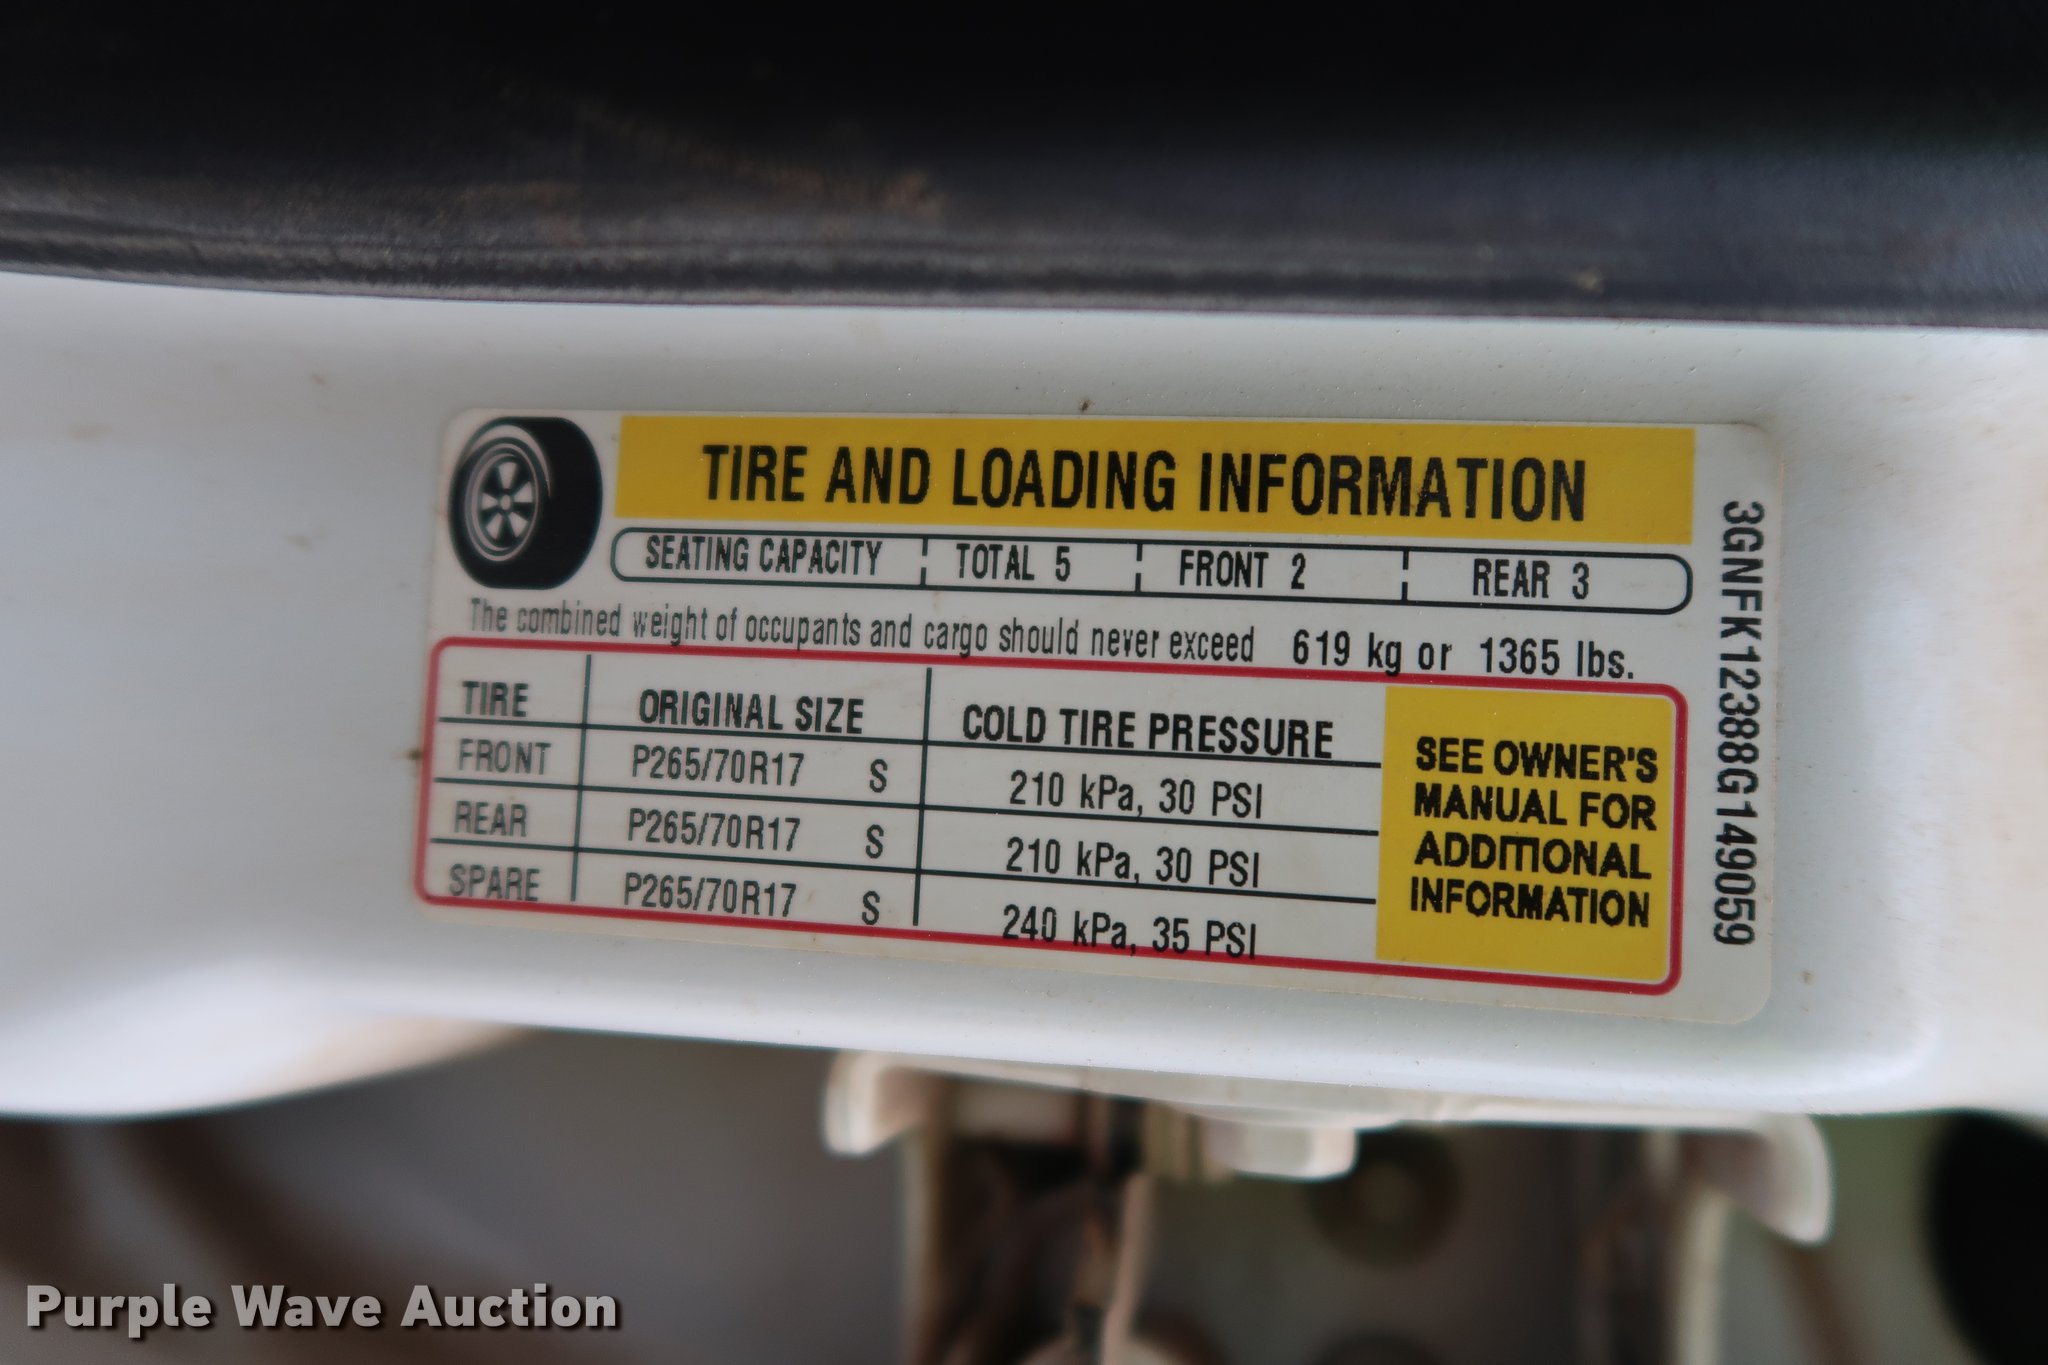 TIRE AND LOADING INFORMATION
SEATING CAPACITY TOTAL 5 FRONT 2 REAR 3
The combined weight of occupants and cargo should never exceed 619 kg or 1365 lbs.
TIRE ORIGINAL SIZE COLD TIRE PRESSURE
FRONT P265/70R17 S 210 kPa, 30 PSI
REAR P265/70R17 S 210 kPa, 30 PSI
SPARE P265/70R17 S 240 kPa, 35 PSI
SEE OWNER'S
MANUAL FOR
ADDITIONAL
INFORMATION
3GNFK12388G149059
Purple Wave Auction